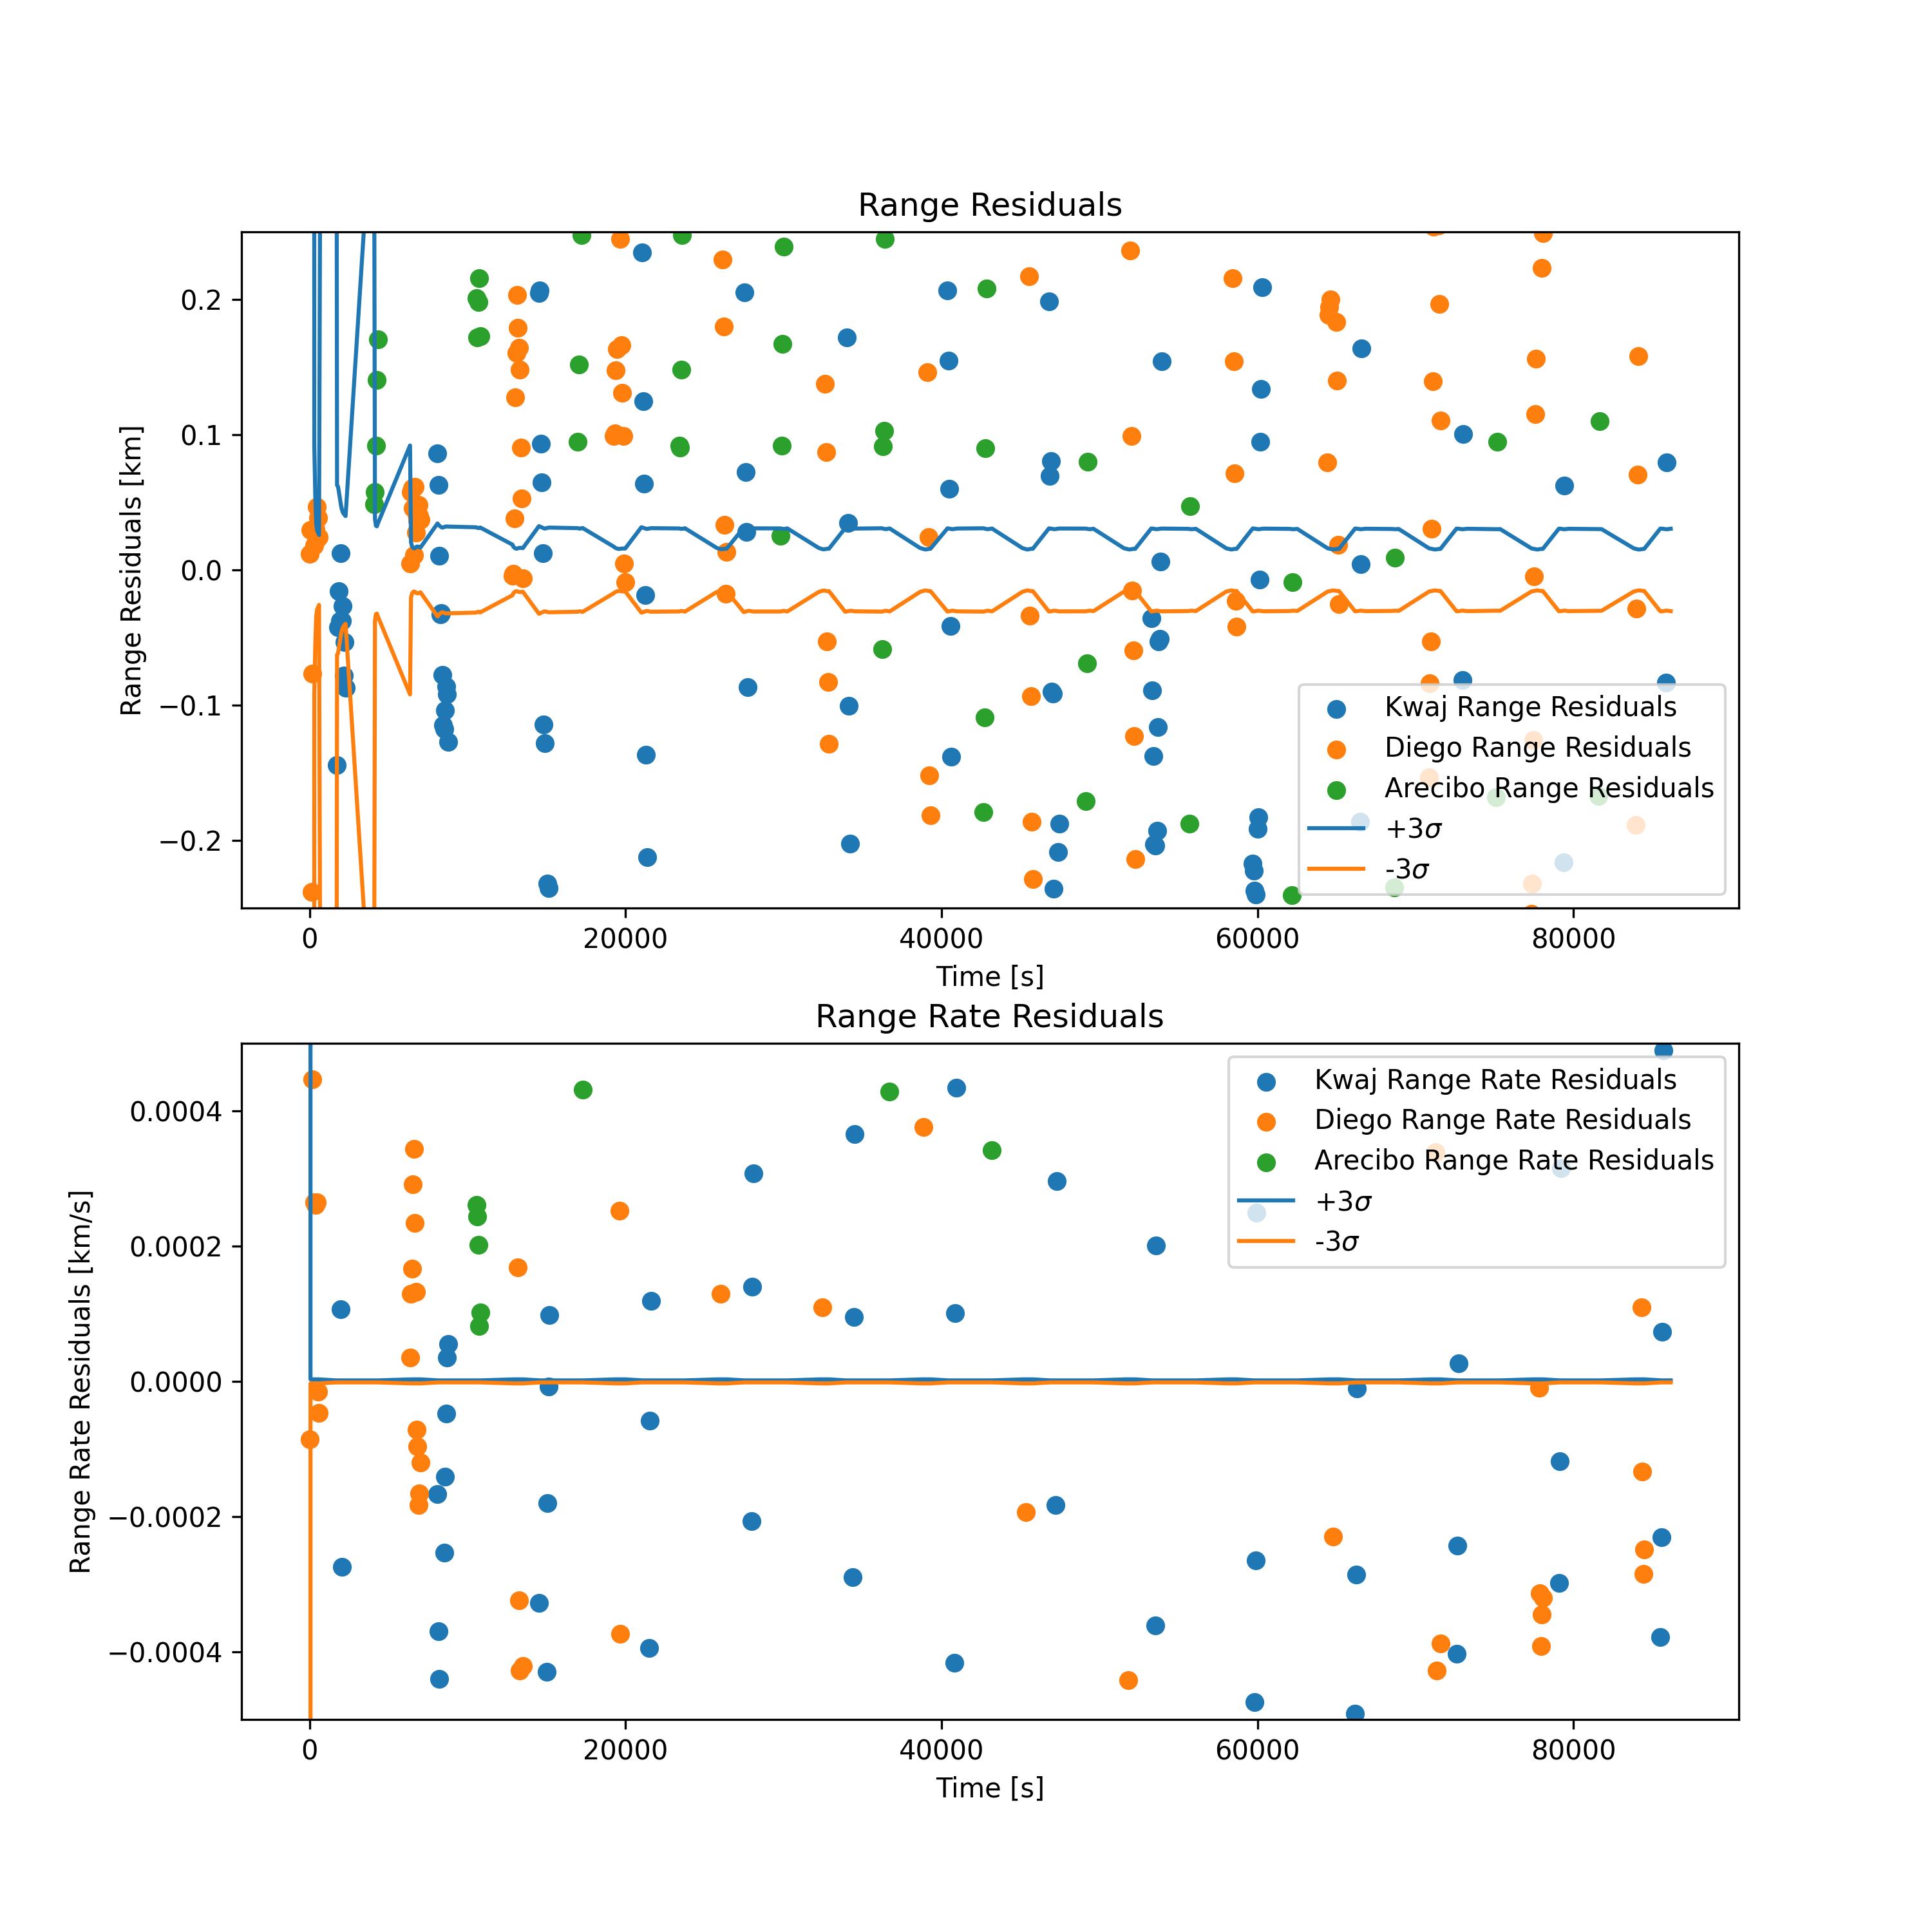 Range Residuals
0.2
0.1
0.0
−0.1
−0.2
Range Residuals [km]
Kwaj Range Residuals
Diego Range Residuals
Arecibo Range Residuals
+3σ
-3σ
0 20000 40000 60000 80000
Time [s]
Range Rate Residuals
0.0004
0.0002
0.0000
−0.0002
−0.0004
Range Rate Residuals [km/s]
Kwaj Range Rate Residuals
Diego Range Rate Residuals
Arecibo Range Rate Residuals
+3σ
-3σ
0 20000 40000 60000 80000
Time [s]